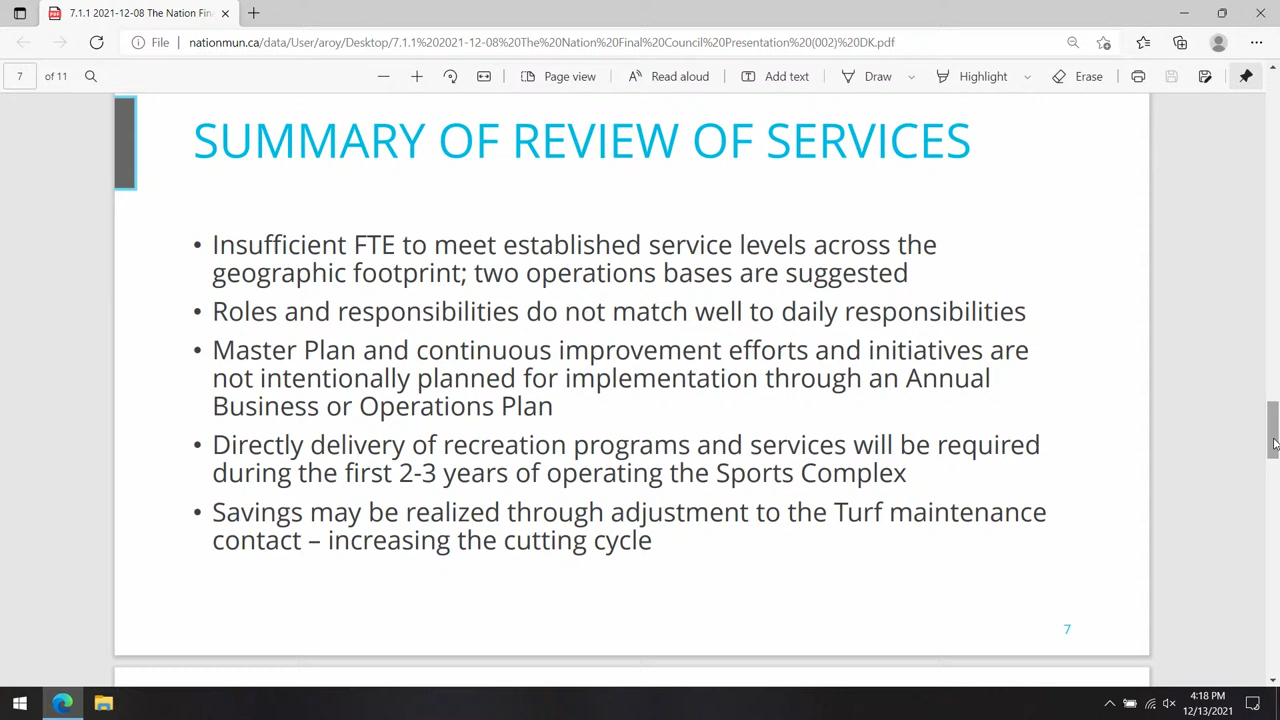 7.1.1 2021-12-08 The Nation Fin
File
nationmun.ca/data/User/aroy/Desktop/7.1.1%202021-12-08%20The%20Nation%20Final%20Council%20Presentation%20(002)%20DK.pdf
7 of 11
Page view
Read aloud
Add text
Draw
Highlight
Erase
SUMMARY OF REVIEW OF SERVICES
• Insufficient FTE to meet established service levels across the
geographic footprint; two operations bases are suggested
• Roles and responsibilities do not match well to daily responsibilities
• Master Plan and continuous improvement efforts and initiatives are
not intentionally planned for implementation through an Annual
Business or Operations Plan
• Directly delivery of recreation programs and services will be required
during the first 2-3 years of operating the Sports Complex
• Savings may be realized through adjustment to the Turf maintenance
contact – increasing the cutting cycle
7
4:18 PM
12/13/2021